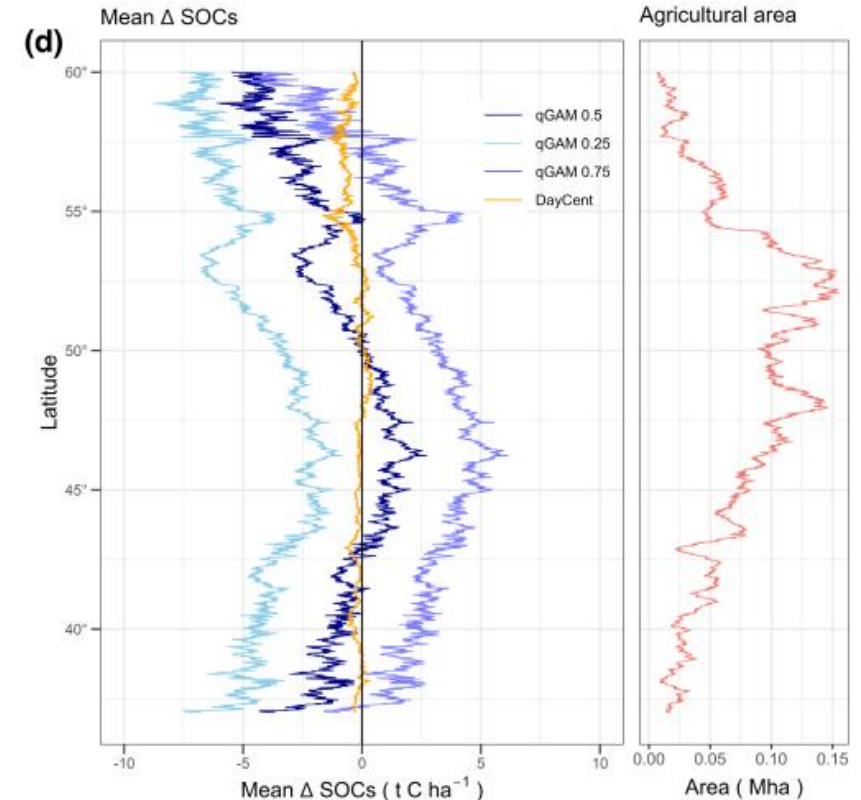 Mean Δ SOCs
Agricultural area
(d)
60°
55°
50°
45°
40°
Latitude
qGAM 0.5
qGAM 0.25
qGAM 0.75
DayCent
-10
-5
0
5
10
Mean Δ SOCs ( t C ha⁻¹ )
0.00
0.05
0.10
0.15
Area ( Mha )